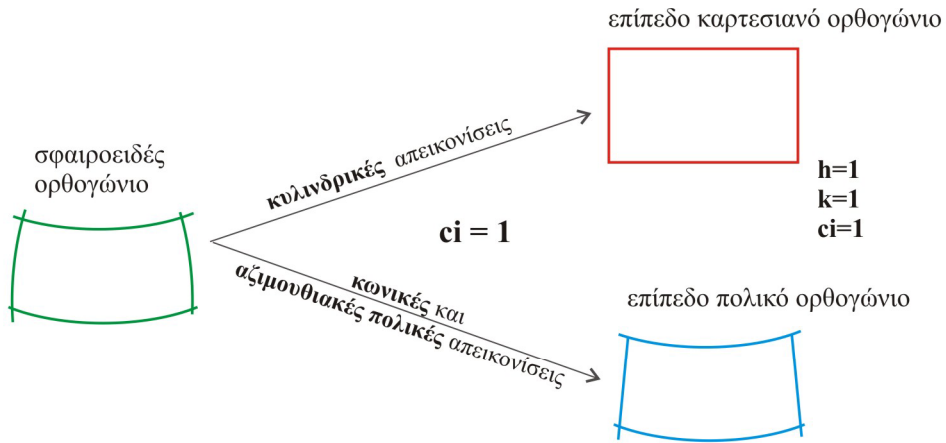 επίπεδο καρτεσιανό ορθογώνιο
σφαιροειδές
ορθογώνιο
κυλινδρικές απεικονίσεις
h=1
k=1
ci=1
ci = 1
κωνικές και
αζιμουθιακές πολικές απεικονίσεις
επίπεδο πολικό ορθογώνιο